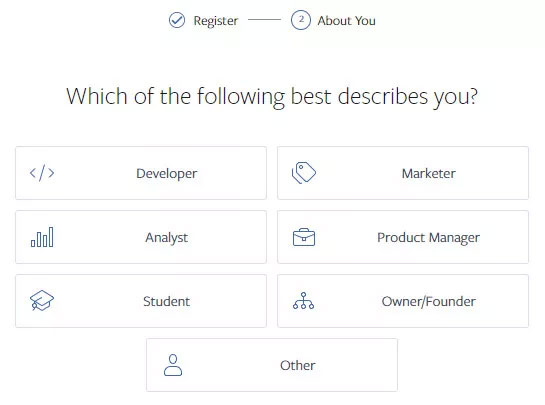 Register 2 About You
Which of the following best describes you?
</> Developer Marketer
Analyst Product Manager
Student Owner/Founder
Other